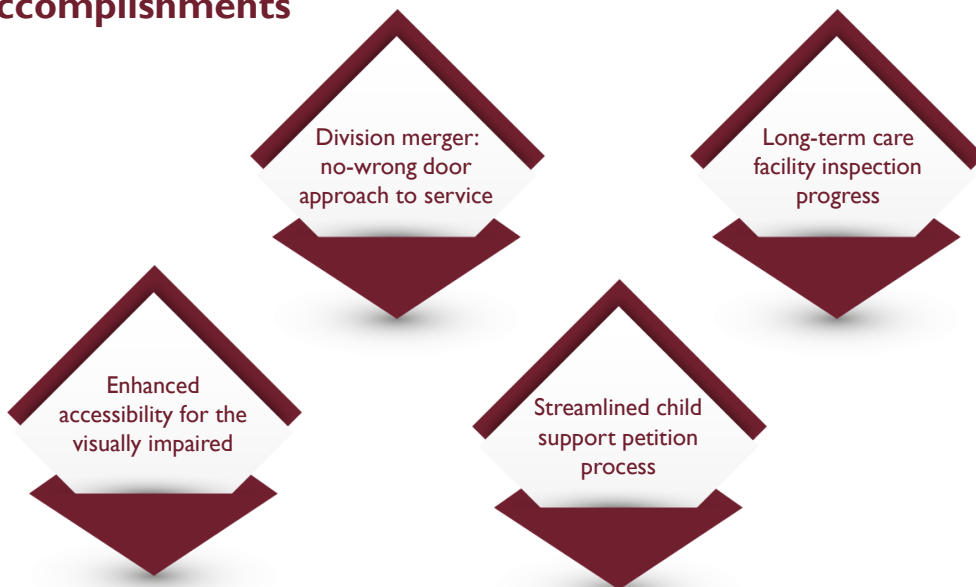 ccomplishments
Division merger:
no-wrong door
approach to service
Long-term care
facility inspection
progress
Enhanced
accessibility for the
visually impaired
Streamlined child
support petition
process